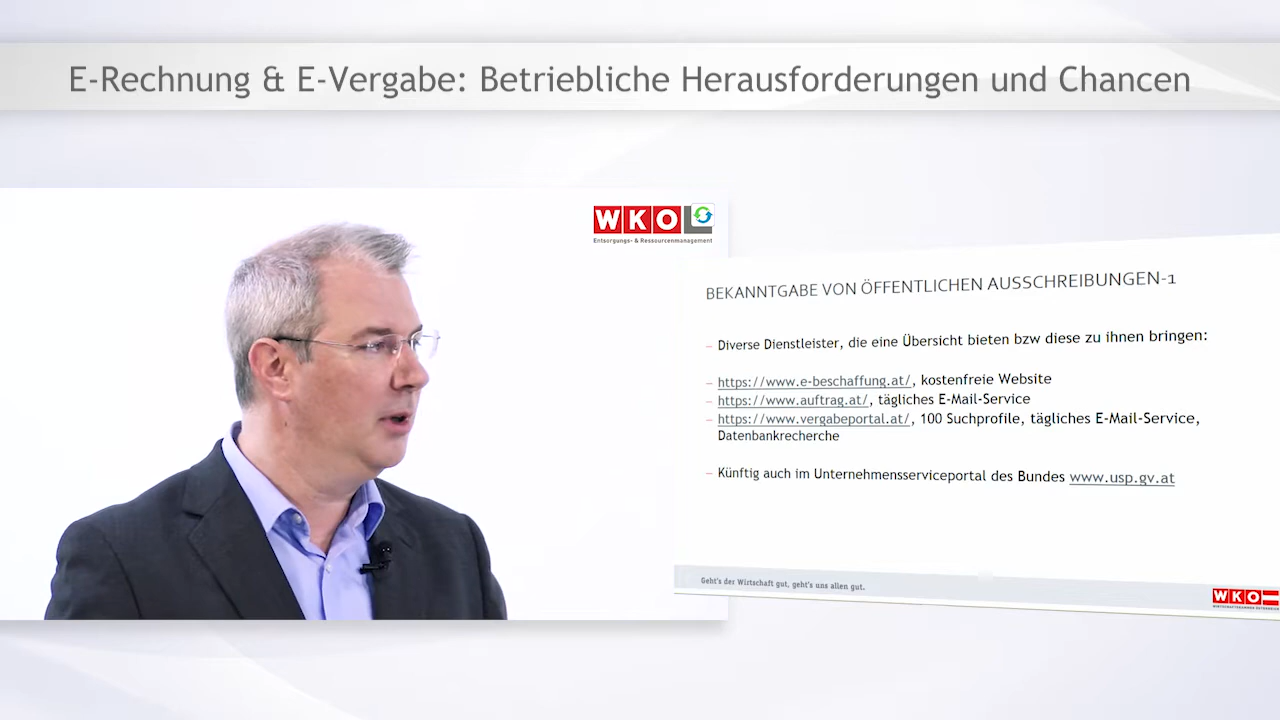 E-Rechnung & E-Vergabe: Betriebliche Herausforderungen und Chancen
WKO
Entsorgungs- & Ressourcenmanagement
BEKANNTGABE VON ÖFFENTLICHEN AUSSCHREIBUNGEN-1
– Diverse Dienstleister, die eine Übersicht bieten bzw diese zu ihnen bringen:
– https://www.e-beschaffung.at/, kostenfreie Website
– https://www.auftrag.at/, tägliches E-Mail-Service
– https://www.vergabeportal.at/, 100 Suchprofile, tägliches E-Mail-Service,
Datenbankrecherche
– Künftig auch im Unternehmensserviceportal des Bundes www.usp.gv.at
Geht's der Wirtschaft gut, geht's uns allen gut.
WKO
WIRTSCHAFTSKAMMER ÖSTERREICH